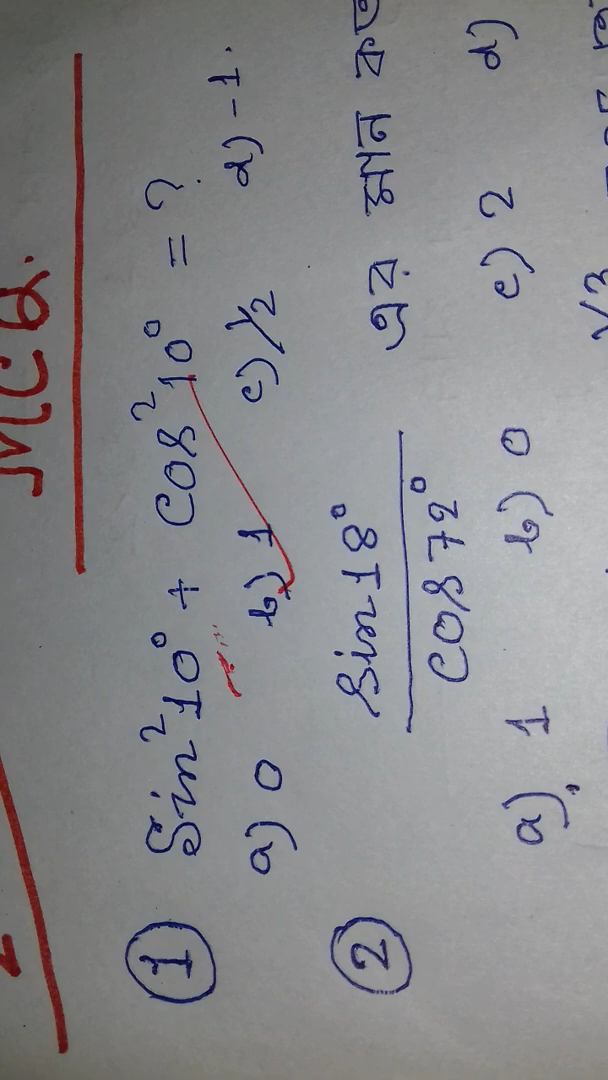 MCQ.
① Sin²10° + Cos²10° = ?
a) 0 b) 1 c) 1/2 d) -1.
② Sin18°/Cos72° এর মান কত
a) 1 b) 0 c) 2 d)